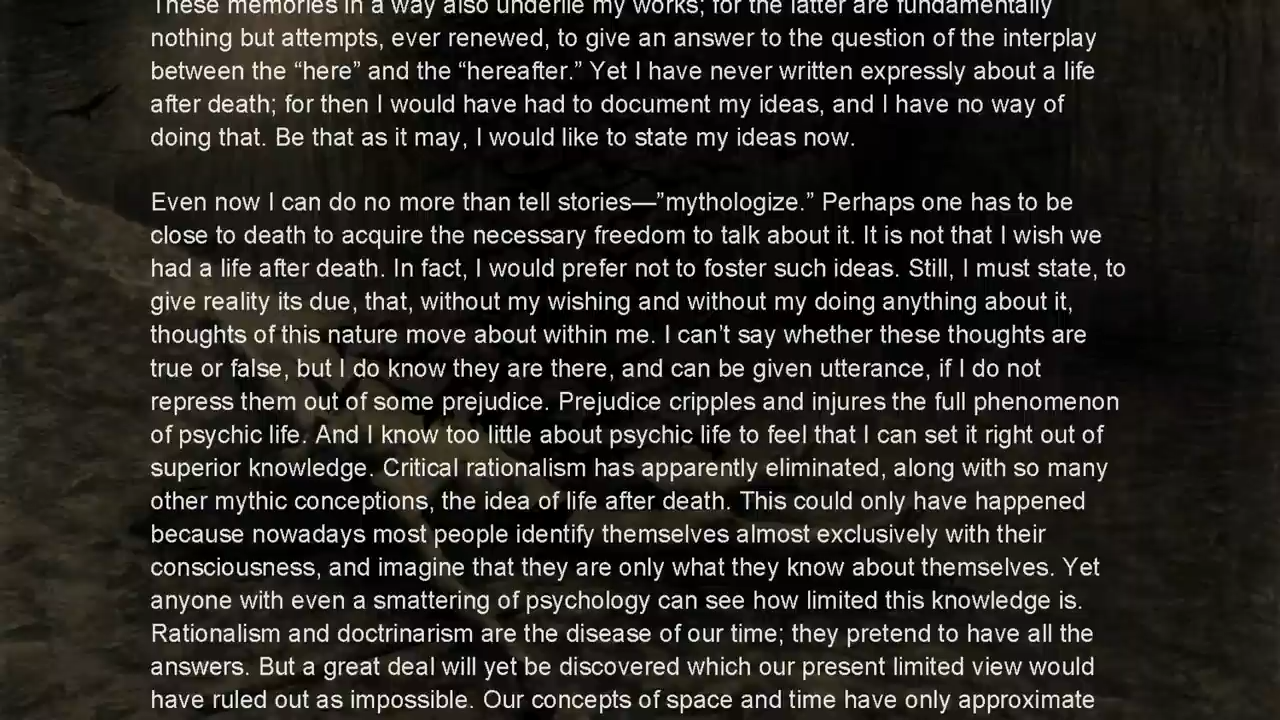 These memories in a way also underlie my works; for the latter are fundamentally
nothing but attempts, ever renewed, to give an answer to the question of the interplay
between the “here” and the “hereafter.” Yet I have never written expressly about a life
after death; for then I would have had to document my ideas, and I have no way of
doing that. Be that as it may, I would like to state my ideas now.
Even now I can do no more than tell stories—”mythologize.” Perhaps one has to be
close to death to acquire the necessary freedom to talk about it. It is not that I wish we
had a life after death. In fact, I would prefer not to foster such ideas. Still, I must state, to
give reality its due, that, without my wishing and without my doing anything about it,
thoughts of this nature move about within me. I can’t say whether these thoughts are
true or false, but I do know they are there, and can be given utterance, if I do not
repress them out of some prejudice. Prejudice cripples and injures the full phenomenon
of psychic life. And I know too little about psychic life to feel that I can set it right out of
superior knowledge. Critical rationalism has apparently eliminated, along with so many
other mythic conceptions, the idea of life after death. This could only have happened
because nowadays most people identify themselves almost exclusively with their
consciousness, and imagine that they are only what they know about themselves. Yet
anyone with even a smattering of psychology can see how limited this knowledge is.
Rationalism and doctrinarism are the disease of our time; they pretend to have all the
answers. But a great deal will yet be discovered which our present limited view would
have ruled out as impossible. Our concepts of space and time have only approximate